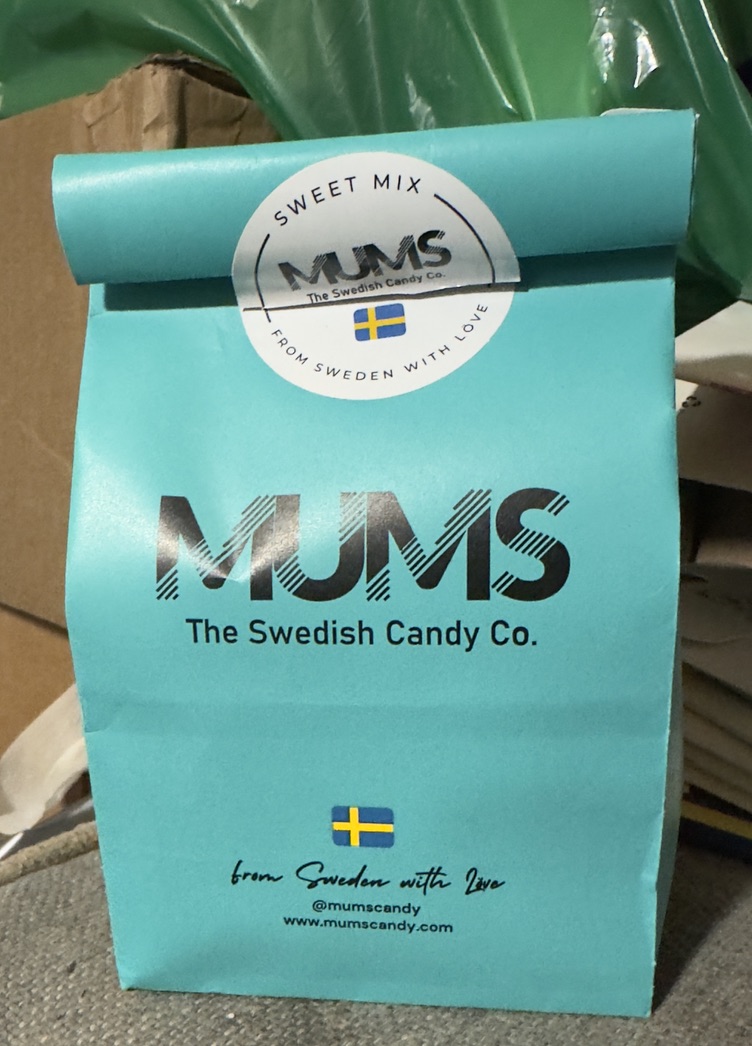 SWEET MIX
MUMS
The Swedish Candy Co.
FROM SWEDEN WITH LOVE
MUMS
The Swedish Candy Co.
from Sweden with Love
@mumscandy
www.mumscandy.com